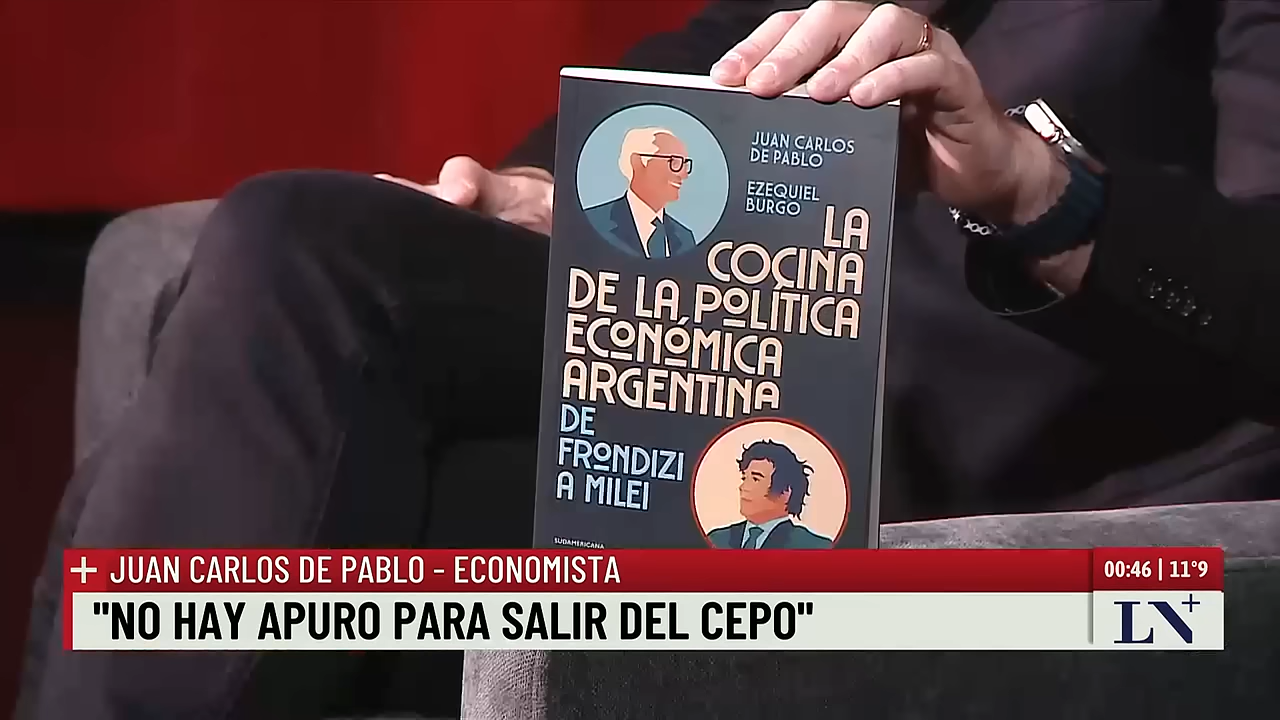 JUAN CARLOS
DE PABLO
EZEQUIEL
BURGO
LA
COCINA
DE LA POLÍTICA
ECONÓMICA
ARGENTINA
DE
FRONDIZI
A MILEI
SUDAMERICANA
+ JUAN CARLOS DE PABLO - ECONOMISTA
00:46 | 11°9
"NO HAY APURO PARA SALIR DEL CEPO"
LN+